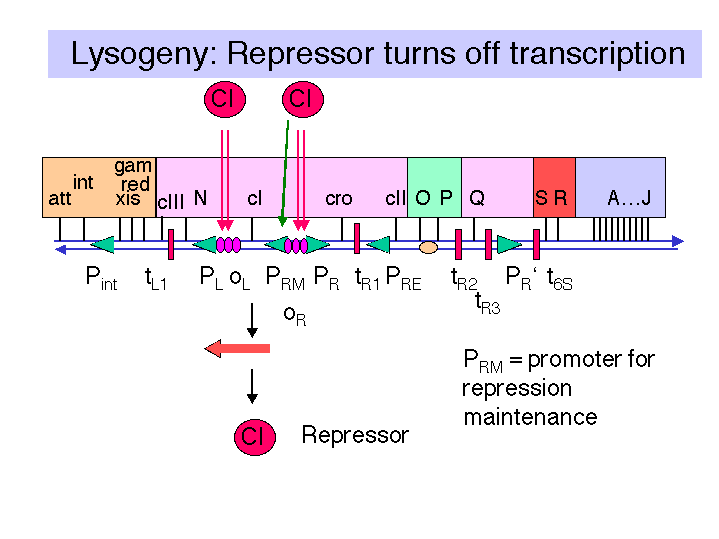 Lysogeny: Repressor turns off transcription
CI CI
gam
int red
att xis cIII N cI cro cII O P Q S R A...J
Pint tL1 PL oL PRM PR tR1 PRE tR2 PR‘ t6S
tR3
oR
PRM = promoter for
repression
maintenance
CI Repressor